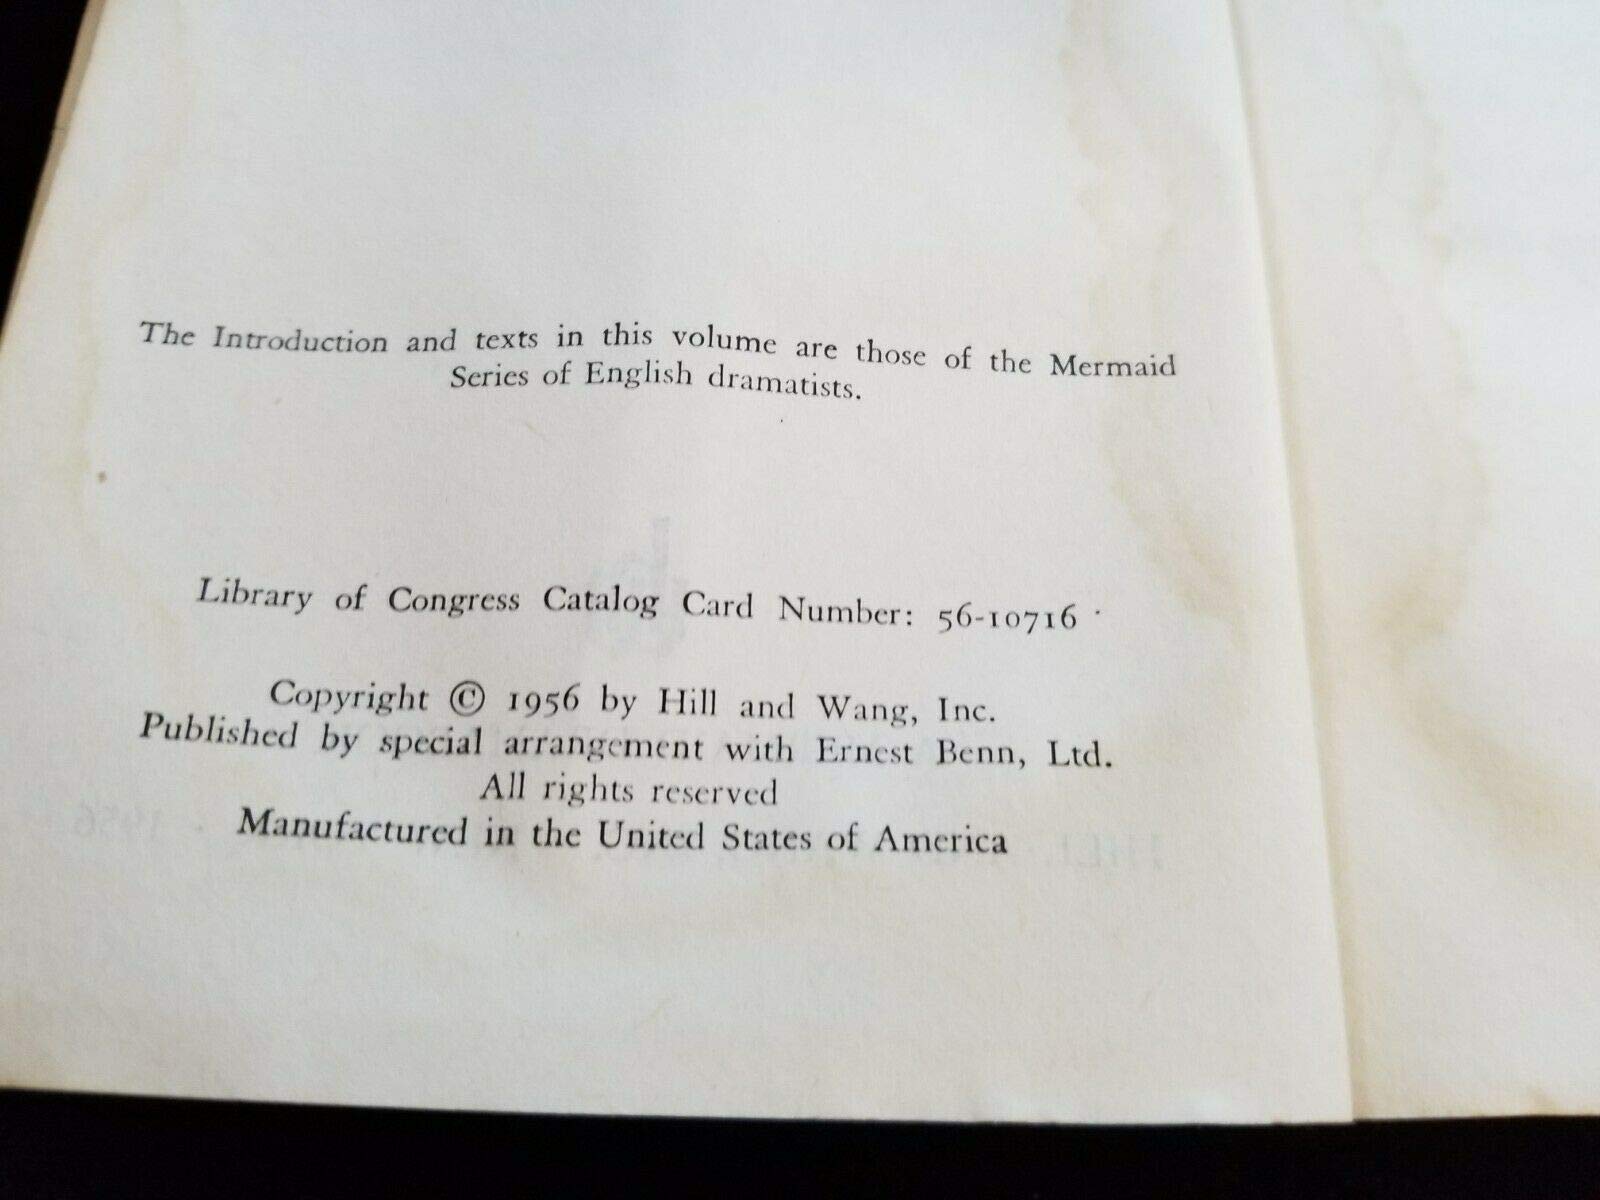 The Introduction and texts in this volume are those of the Mermaid
Series of English dramatists.
Library of Congress Catalog Card Number: 56-10716
Copyright © 1956 by Hill and Wang, Inc.
Published by special arrangement with Ernest Benn, Ltd.
All rights reserved
Manufactured in the United States of America